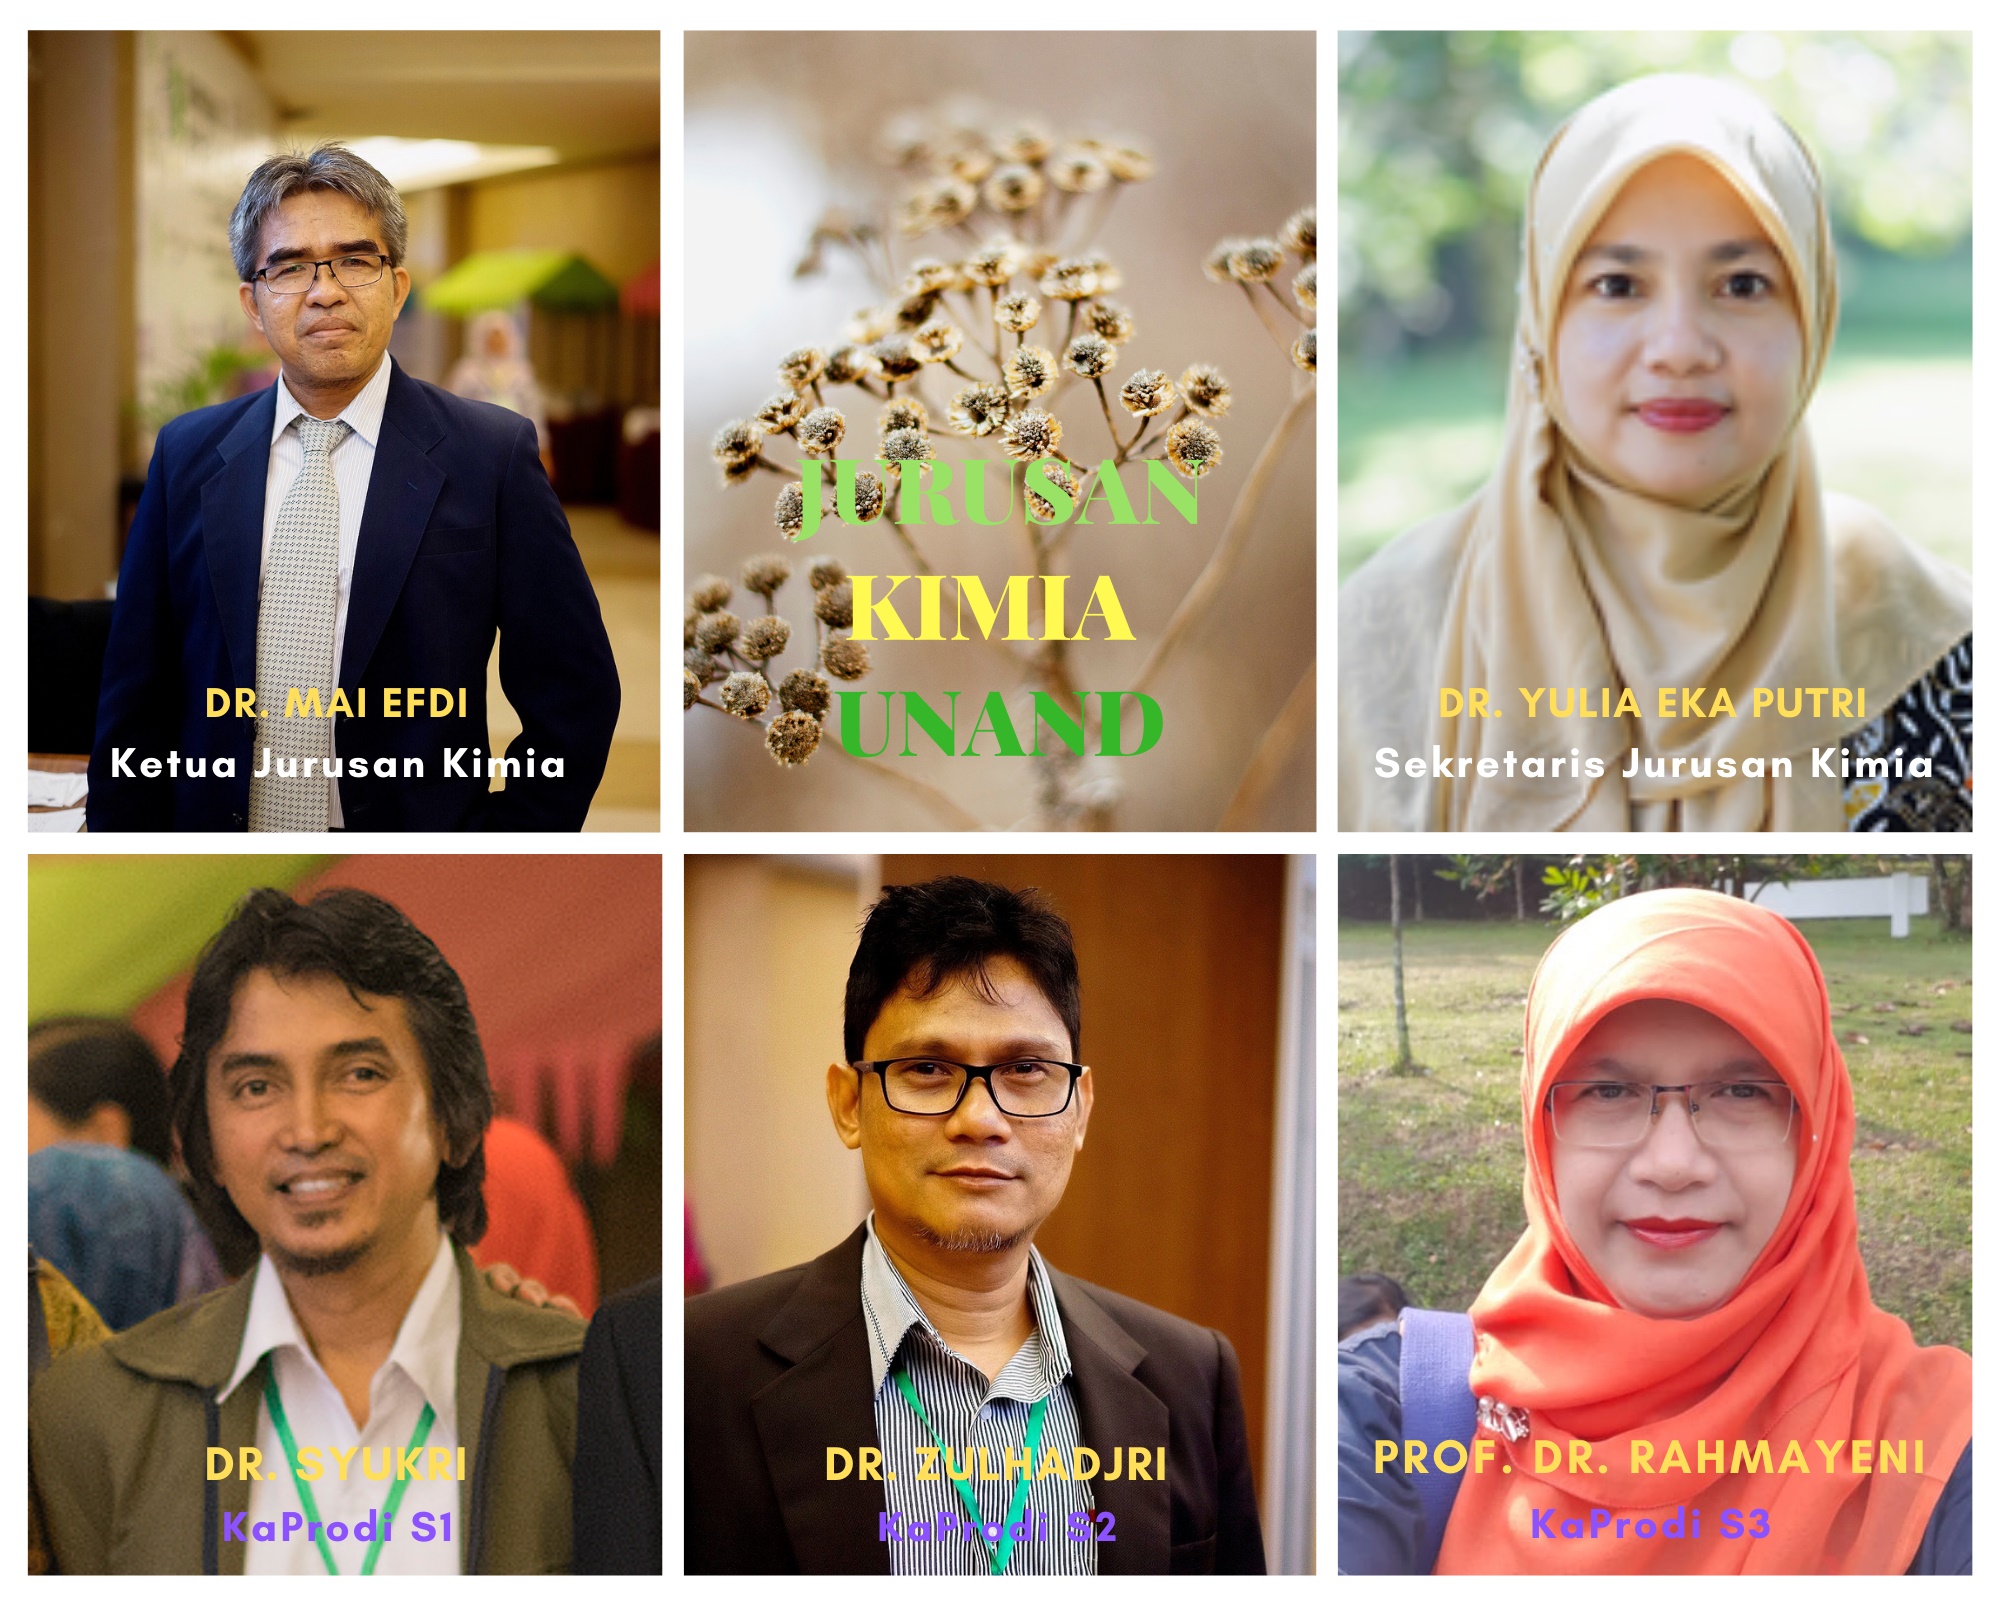 DR. MAI EFDI
Ketua Jurusan Kimia
JURUSAN
KIMIA
UNAND
DR. YULIA EKA PUTRI
Sekretaris Jurusan Kimia
DR. SYUKRI
KaProdi S1
DR. ZULHADJRI
KaProdi S2
PROF. DR. RAHMAYENI
KaProdi S3